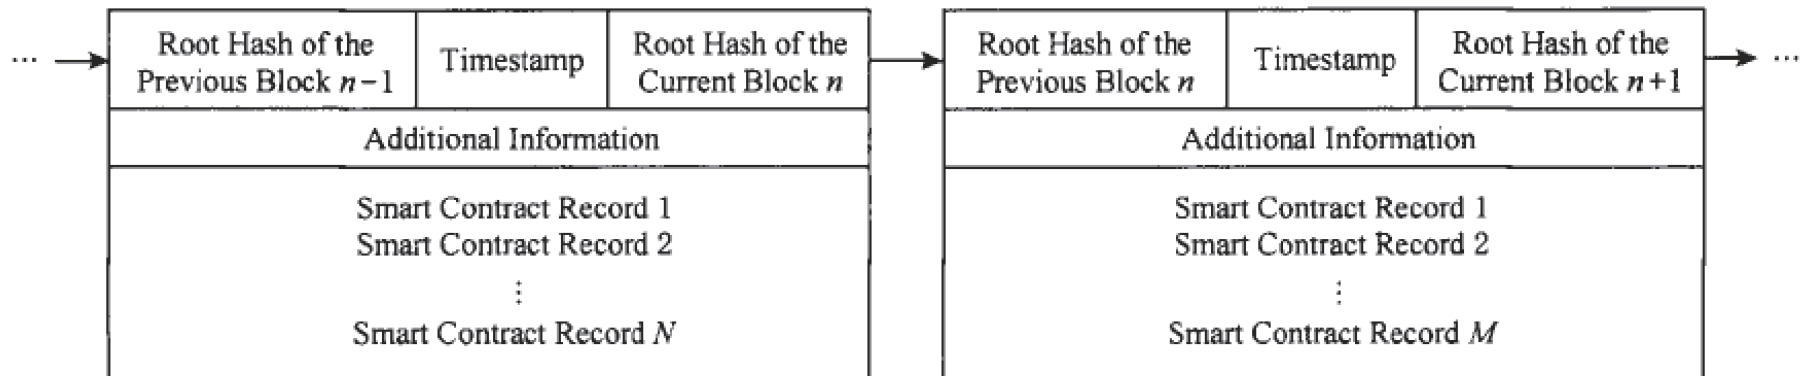 ... Root Hash of the Previous Block n−1 Timestamp Root Hash of the Current Block n Root Hash of the Previous Block n Timestamp Root Hash of the Current Block n+1 ...
Additional Information
Smart Contract Record 1
Smart Contract Record 2
⋮
Smart Contract Record N
Additional Information
Smart Contract Record 1
Smart Contract Record 2
⋮
Smart Contract Record M